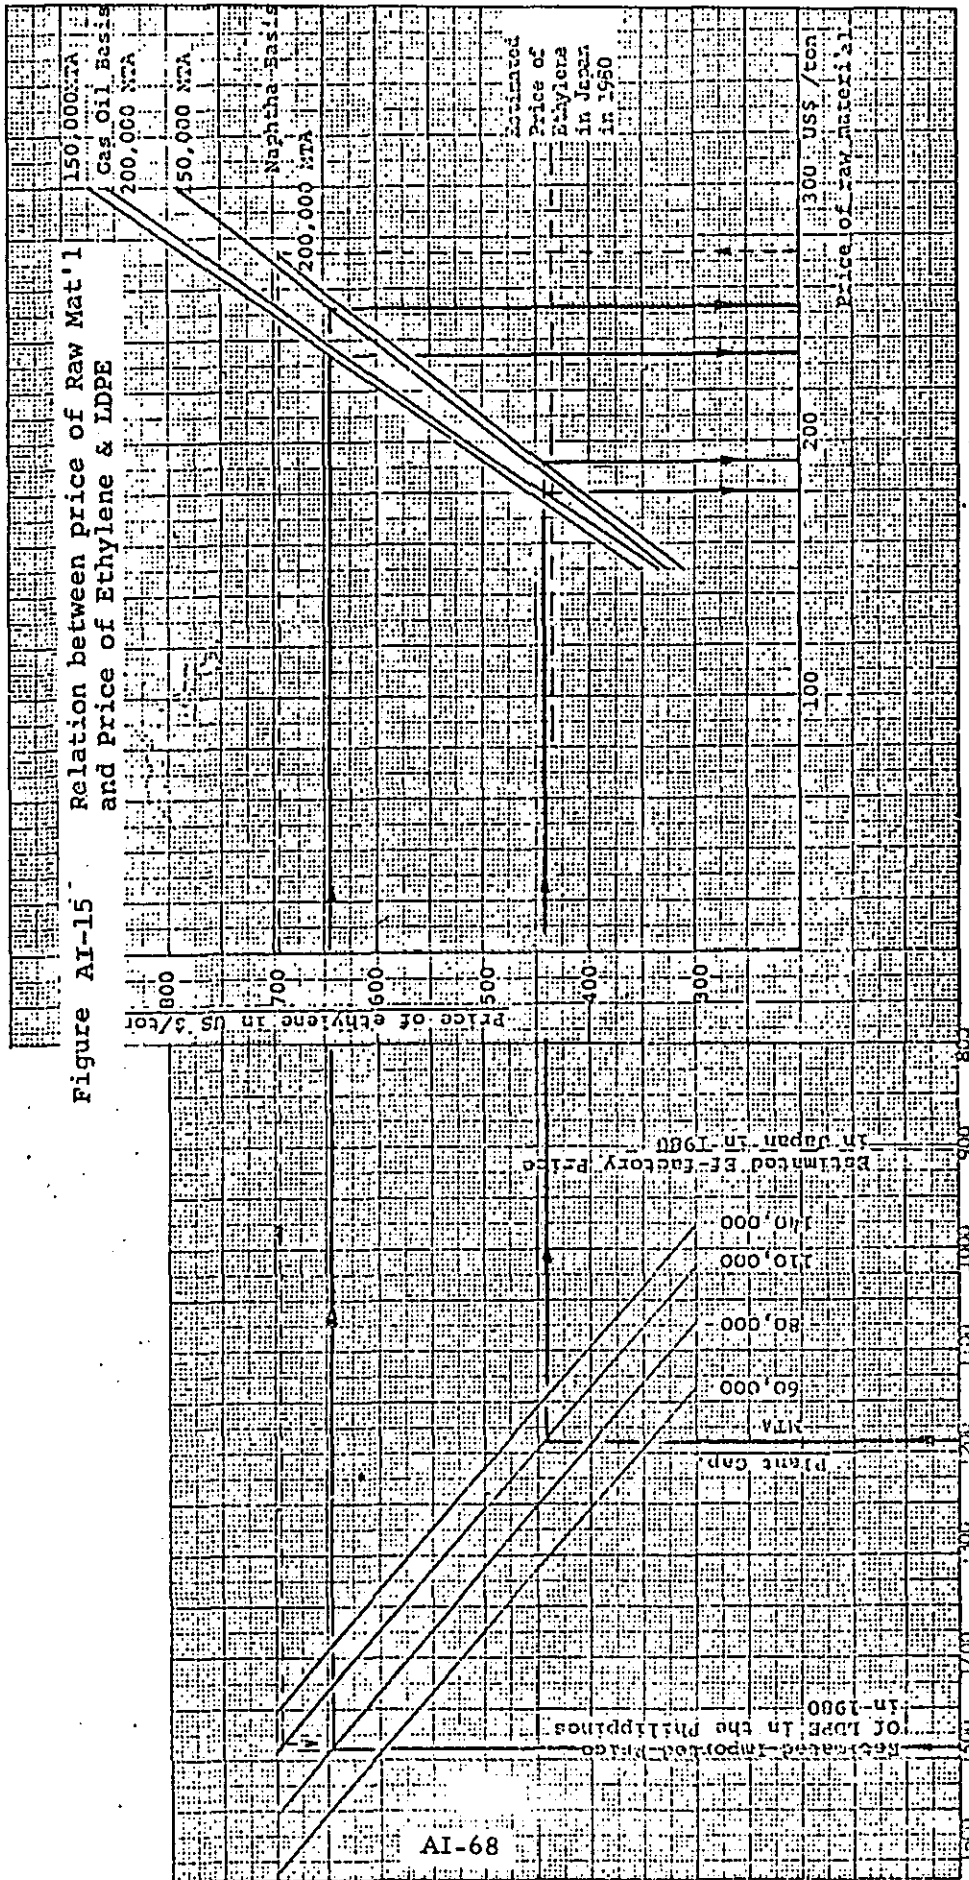 Figure AI-15 Relation between price of Raw Mat'l
and Price of Ethylene & LDPE
150,000MTA
Gas Oil Basis
200,000 MTA
450,000 MTA
Naphtha Basis
200,000 MTA
Estimated
Price of
Ethylene
in Japan
in 1980
300 US$/ton
Price of raw material
200
100
Price of ethylene in US$/ton
800
700
600
500
400
300
800
900
1000
Estimated Ef-factory Price
in Japan in 1980
140,000
110,000
80,000
60,000
MTA
Plant Cap.
1200
Estimated Imported Price
Of LDPE in the Philippines
in 1980
AI-68